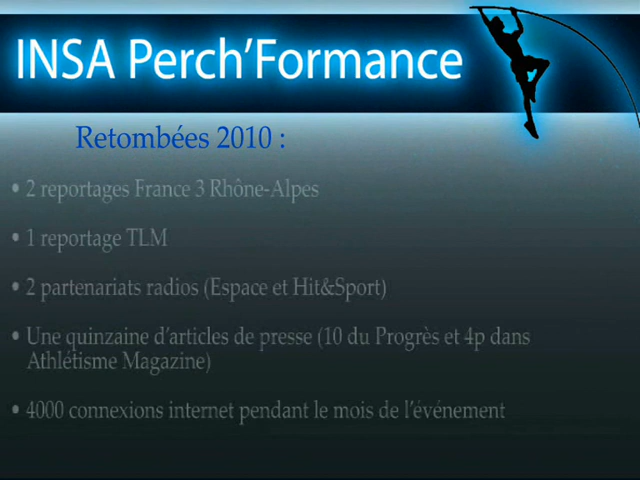 INSA Perch'Formance
Retombées 2010 :
• 2 reportages France 3 Rhône-Alpes
• 1 reportage TLM
• 2 partenariats radios (Espace et Hit&Sport)
• Une quinzaine d'articles de presse (10 du Progrès et 4p dans
Athlétisme Magazine)
• 4000 connexions internet pendant le mois de l'événement